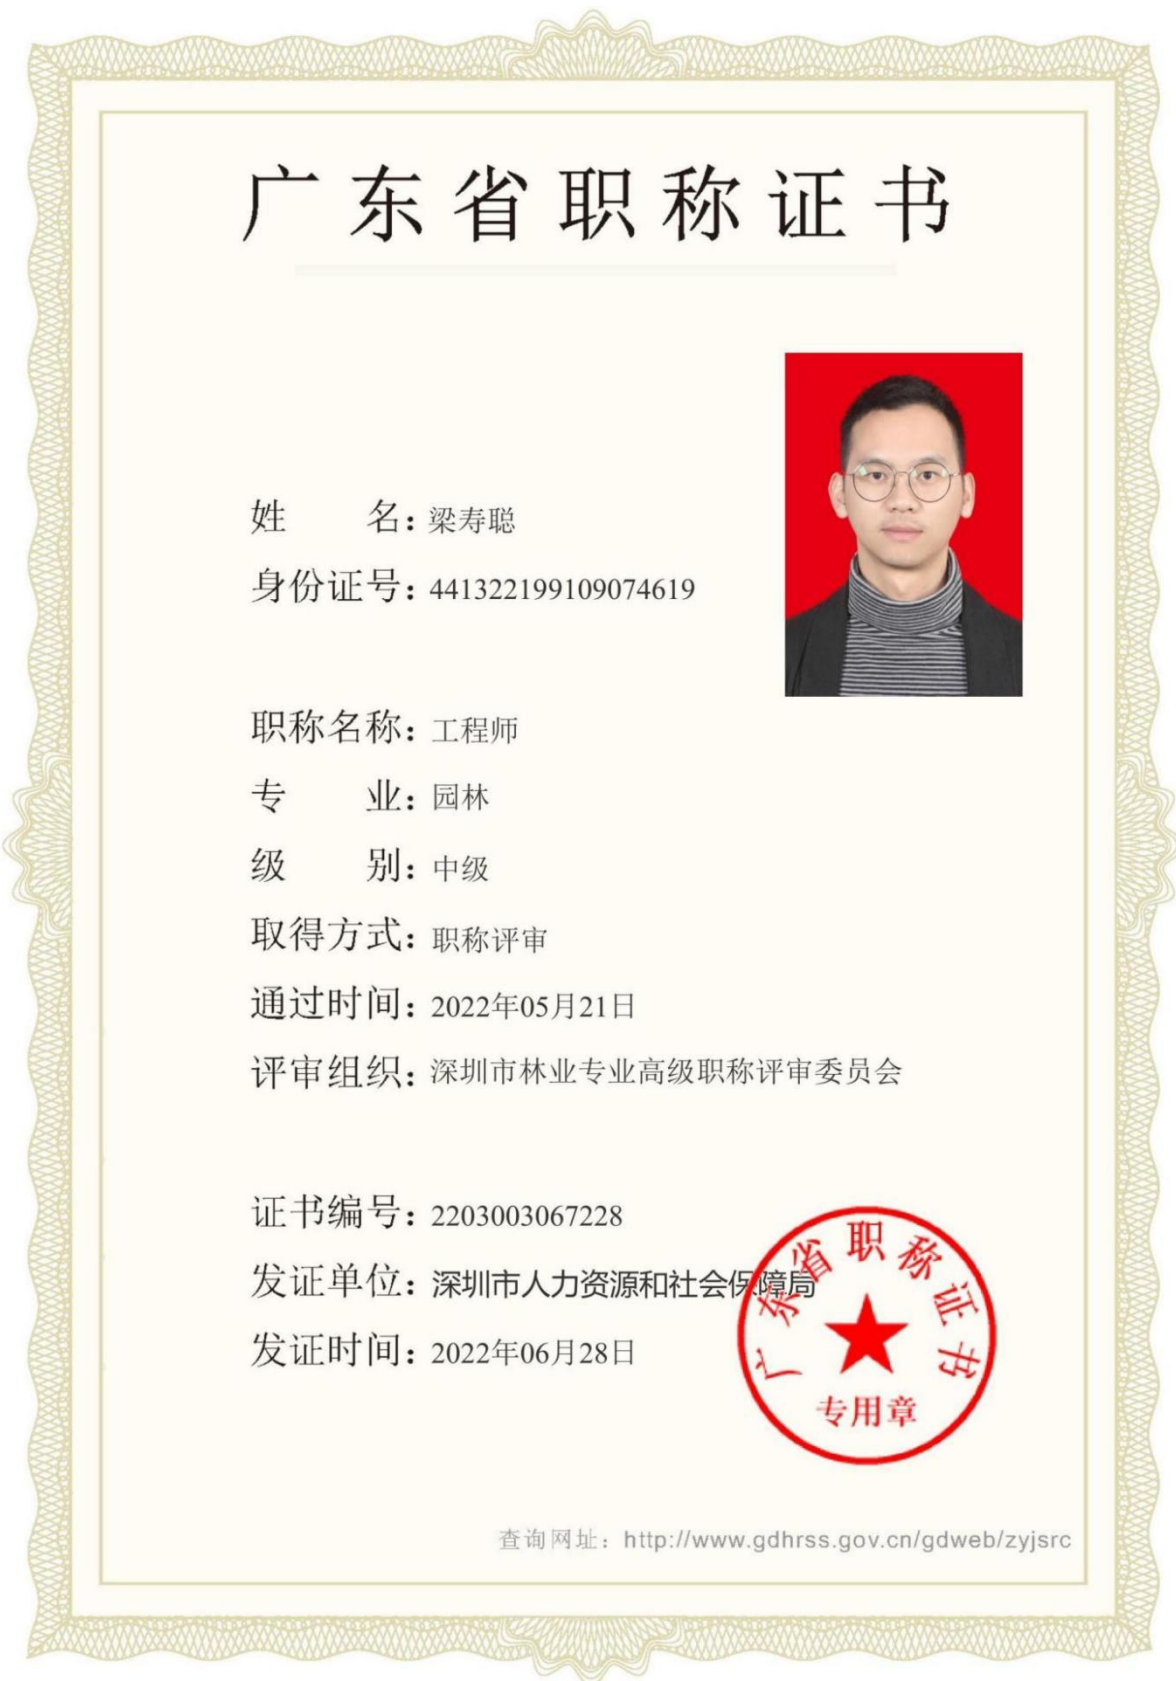 广东省职称证书
姓 名：梁寿聪
身份证号：441322199109074619
职称名称：工程师
专 业：园林
级 别：中级
取得方式：职称评审
通过时间：2022年05月21日
评审组织：深圳市林业专业高级职称评审委员会
证书编号：2203003067228
发证单位：深圳市人力资源和社会保障局
发证时间：2022年06月28日
广东省职称证书
专用章
查询网址：http://www.gdhrss.gov.cn/gdweb/zyjsrc